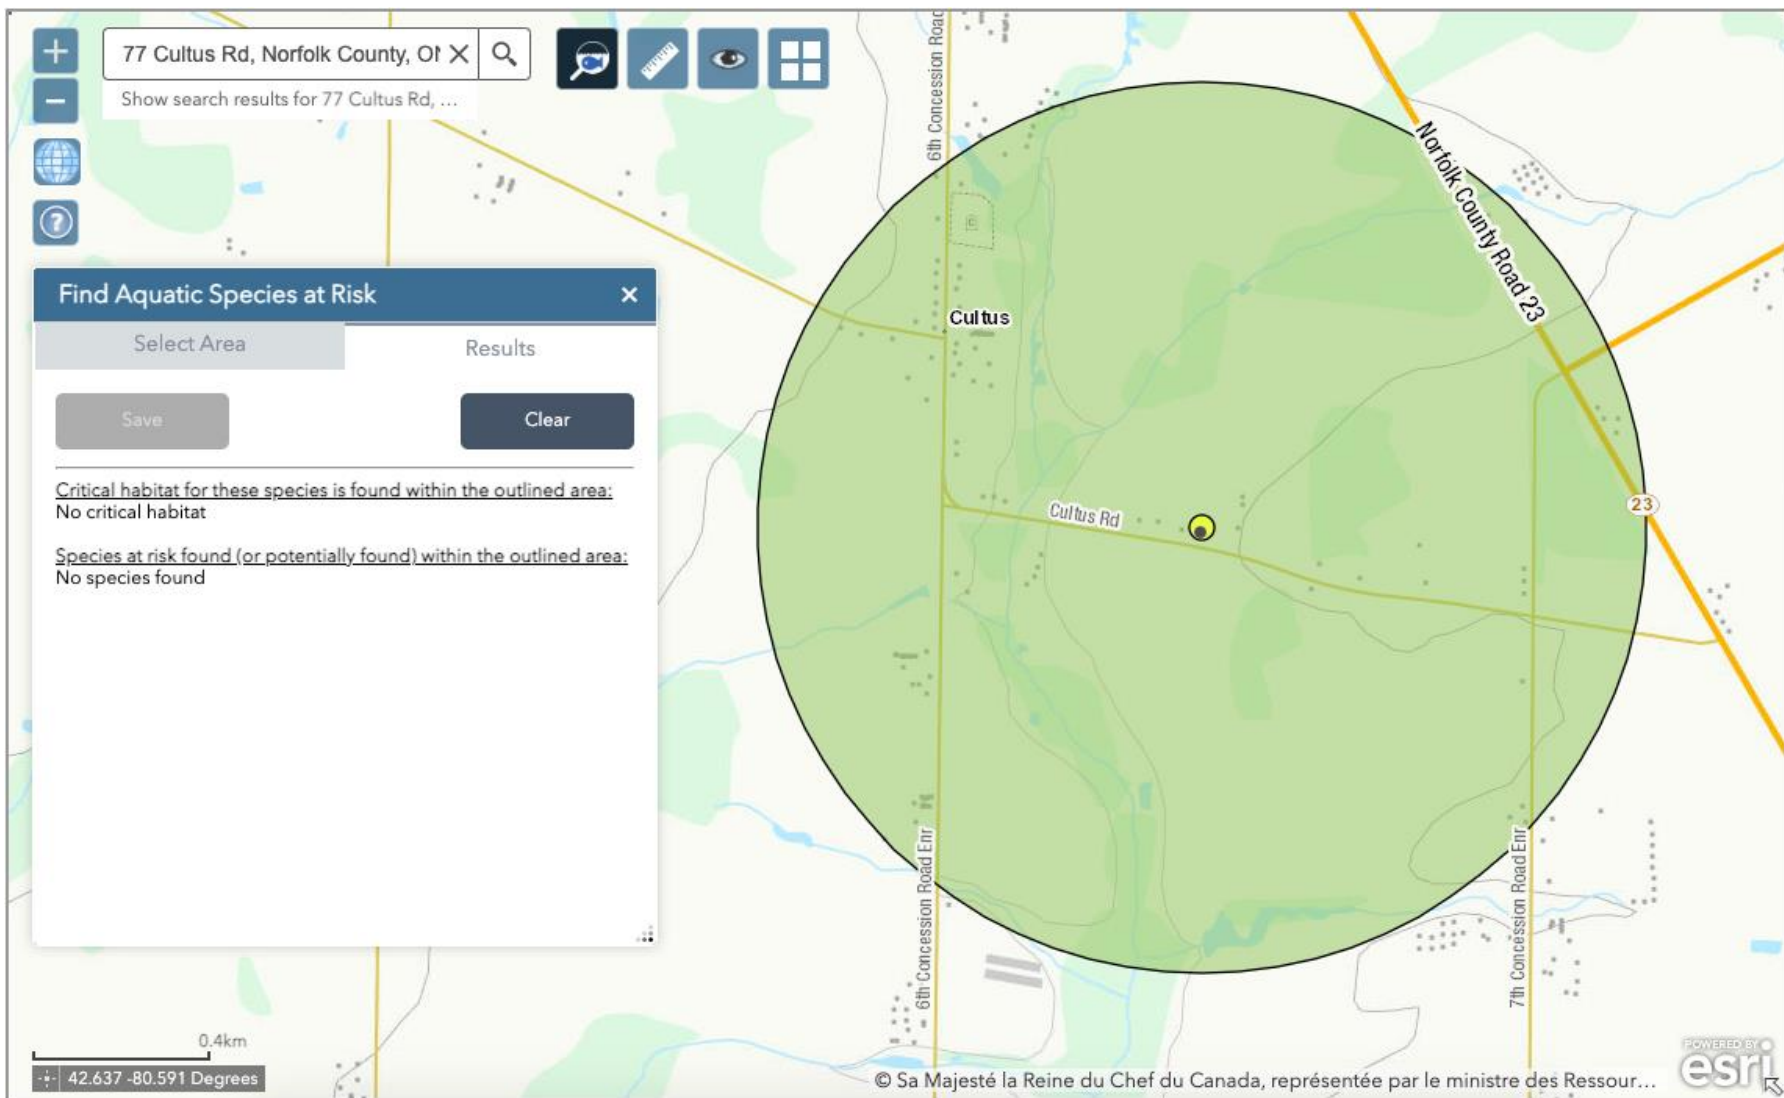 +
77 Cultus Rd, Norfolk County, O
Show search results for 77 Cultus Rd, ...
−
?
Find Aquatic Species at Risk
×
Select Area
Results
Save
Clear
Critical habitat for these species is found within the outlined area:
No critical habitat
Species at risk found (or potentially found) within the outlined area:
No species found
6th Concession Road
C
Norfolk County Road 23
Cultus
23
Cultus Rd
6th Concession Road Enr
7th Concession Road Enr
0.4km
42.637 -80.591 Degrees
© Sa Majesté la Reine du Chef du Canada, représentée par le ministre des Ressour...
POWERED BY
esri